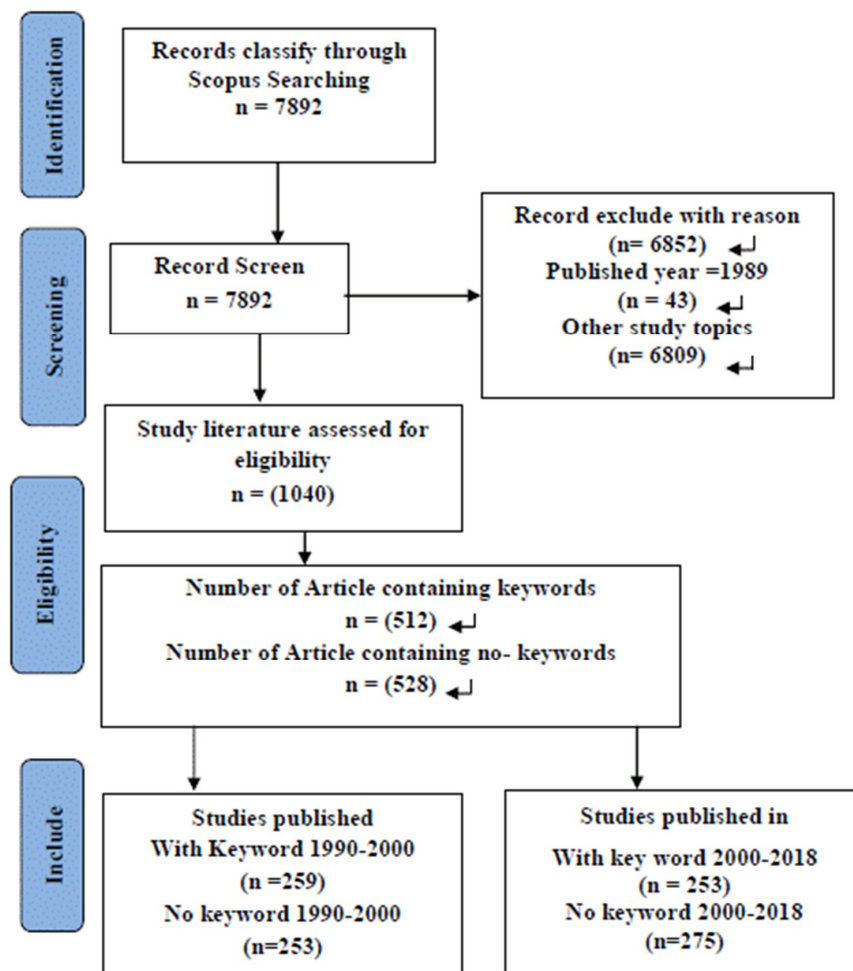 Identification
Records classify through
Scopus Searching
n = 7892
Screening
Record Screen
n = 7892
Record exclude with reason
(n= 6852)
Published year =1989
(n = 43)
Other study topics
(n= 6809)
Study literature assessed for
eligibility
n = (1040)
Eligibility
Number of Article containing keywords
n = (512)
Number of Article containing no- keywords
n = (528)
Include
Studies published
With Keyword 1990-2000
(n =259)
No keyword 1990-2000
(n=253)
Studies published in
With key word 2000-2018
(n = 253)
No keyword 2000-2018
(n=275)